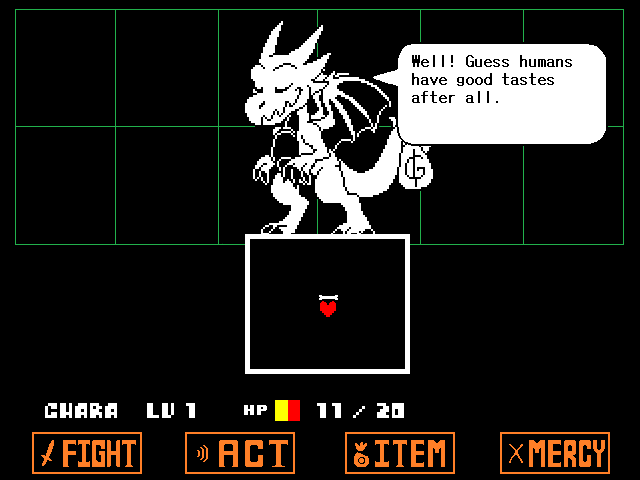 Well! Guess humans
have good tastes
after all.
G
CHARA LV 1 HP 11 / 20
FIGHT ACT ITEM MERCY